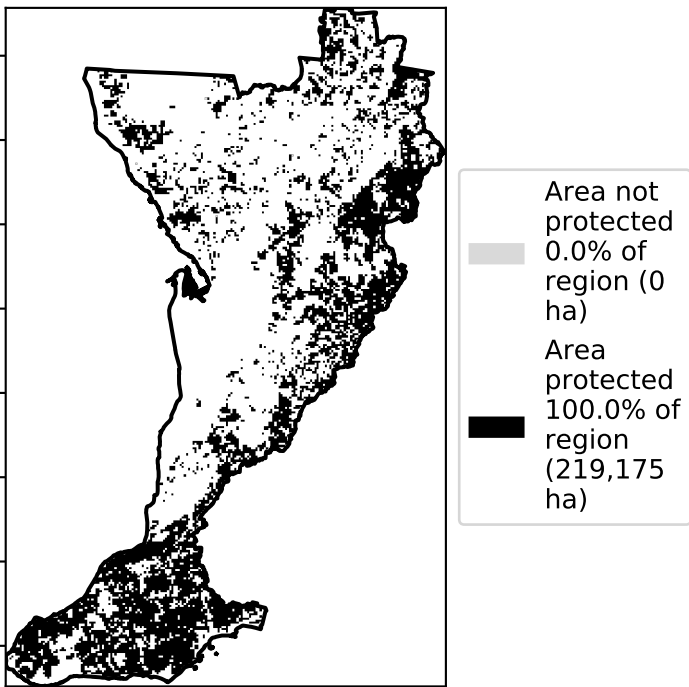 Area not
protected
0.0% of
region (0
ha)
Area
protected
100.0% of
region
(219,175
ha)